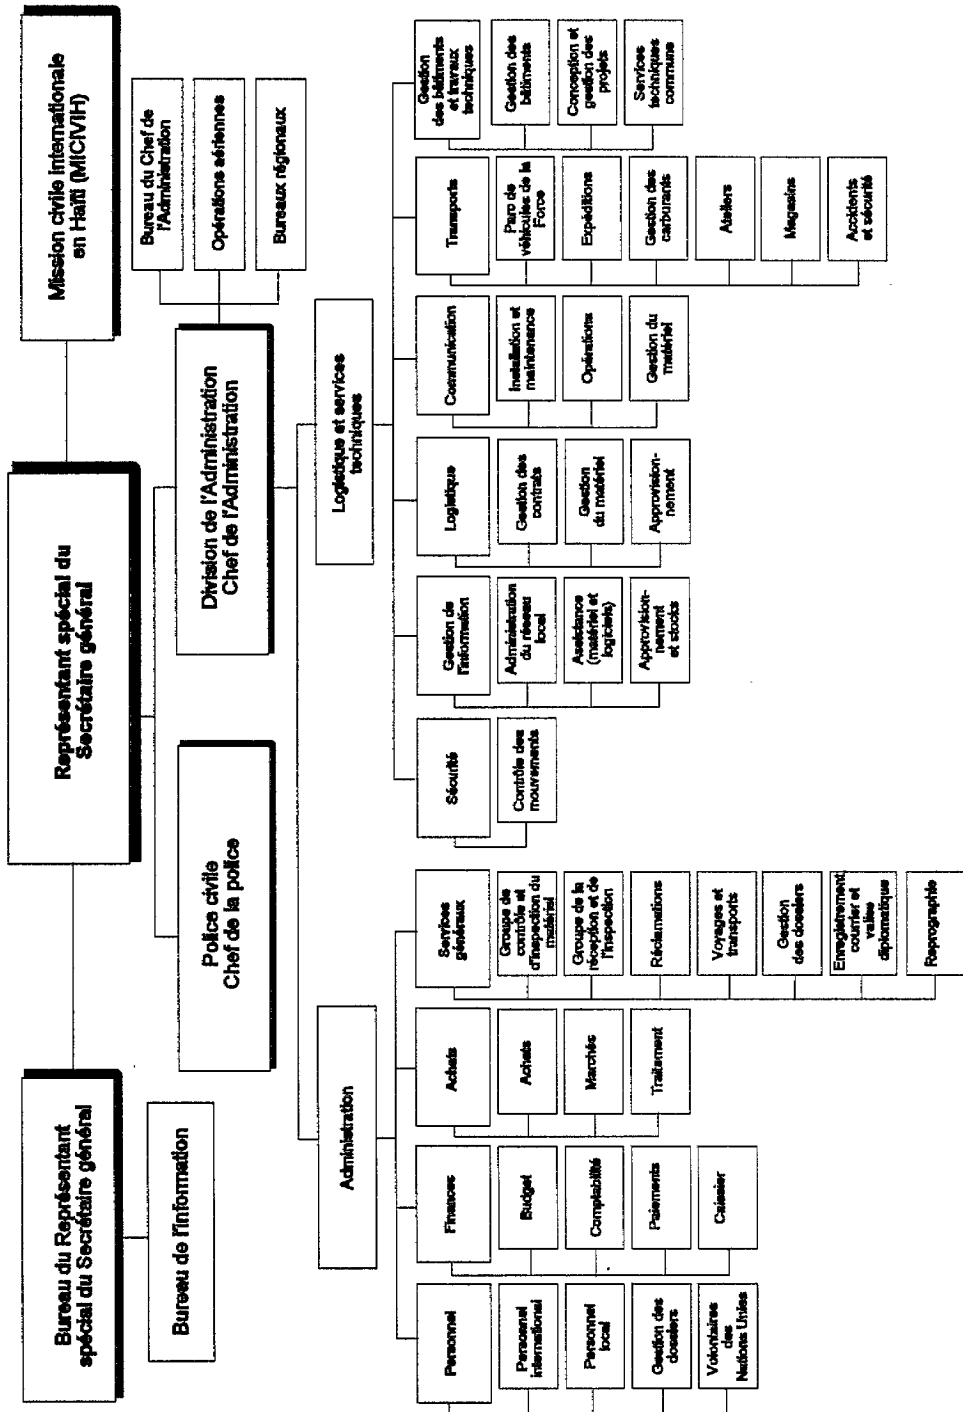 Mission civile internationale
en Haïti (MICIVIH)
Représentant spécial du
Secrétaire général
Bureau du Représentant
spécial du Secrétaire général
Bureau de l'information
Police civile
Chef de la police
Division de l'Administration
Chef de l'Administration
Bureau du Chef de
l'Administration
Opérations aériennes
Bureaux régionaux
Administration
Logistique et services
techniques
Personnel
Personnel
international
Personnel
local
Gestion des
dossiers
Volontaires
des
Nations Unies
Finances
Budget
Comptabilité
Paiements
Caissier
Achats
Achats
Marchés
Traitement
Services
généraux
Groupe de
contrôle et
d'inspection du
matériel
Groupe de la
réception et de
l'inspection
Réclamations
Voyages et
transports
Gestion
des dossiers
Enregistrement,
courrier et
valise
diplomatique
Reprographie
Sécurité
Contrôle des
mouvements
Gestion de
l'information
Administration
du réseau
local
Assistance
(matériel et
logiciels)
Approvision-
nement
et stocks
Logistique
Gestion des
contrats
Gestion
du matériel
Approvision-
nement
Communication
Installation et
maintenance
Opérations
Gestion du
matériel
Transports
Parc de
véhicules de la
Force
Expéditions
Gestion des
carburants
Ateliers
Magasins
Accidents
et sécurité
Gestion
des bâtiments
et travaux
techniques
Gestion des
bâtiments
Conception et
gestion des
projets
Services
techniques
commune